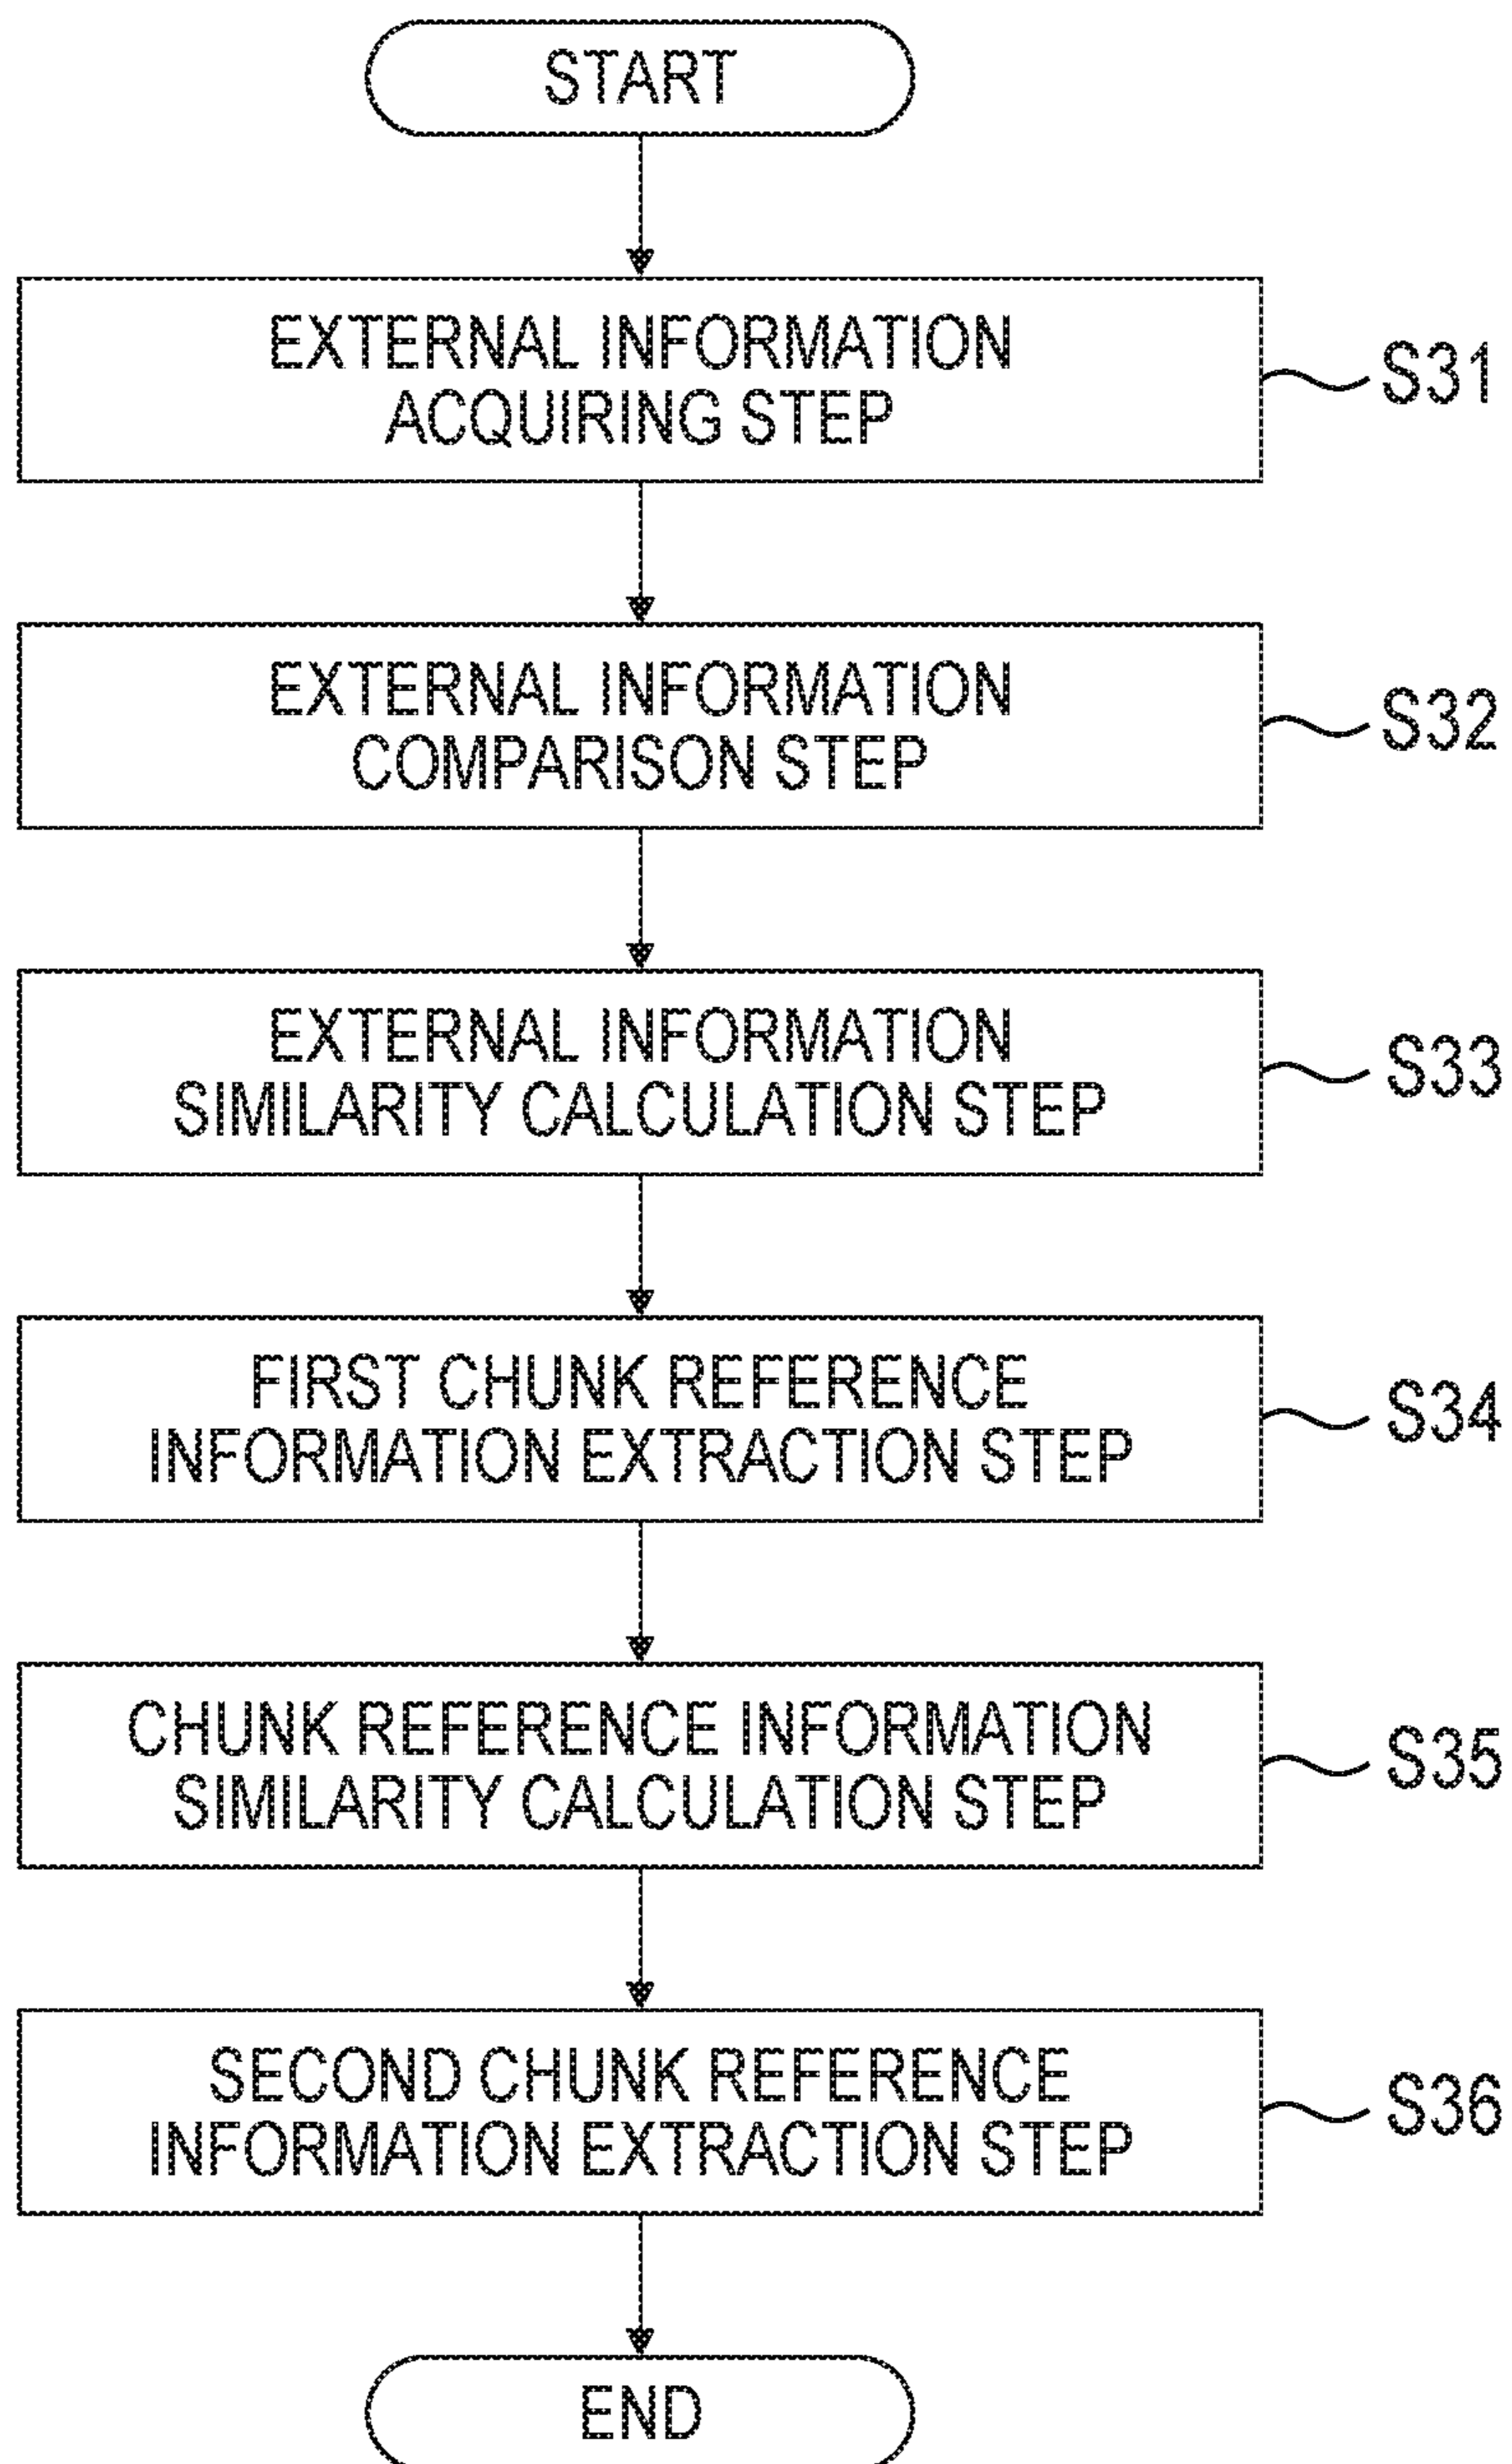 START
EXTERNAL INFORMATION
ACQUIRING STEP
S31
EXTERNAL INFORMATION
COMPARISON STEP
S32
EXTERNAL INFORMATION
SIMILARITY CALCULATION STEP
S33
FIRST CHUNK REFERENCE
INFORMATION EXTRACTION STEP
S34
CHUNK REFERENCE INFORMATION
SIMILARITY CALCULATION STEP
S35
SECOND CHUNK REFERENCE
INFORMATION EXTRACTION STEP
S36
END